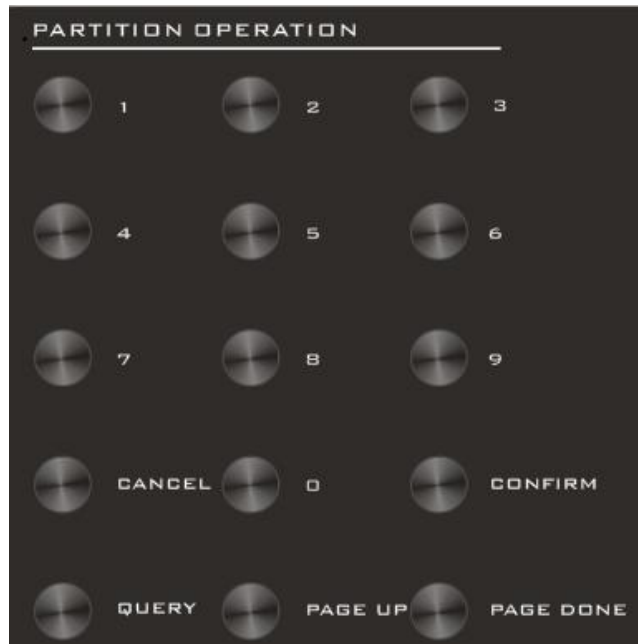 PARTITION OPERATION
1 2 3
4 5 6
7 8 9
CANCEL 0 CONFIRM
QUERY PAGE UP PAGE DONE